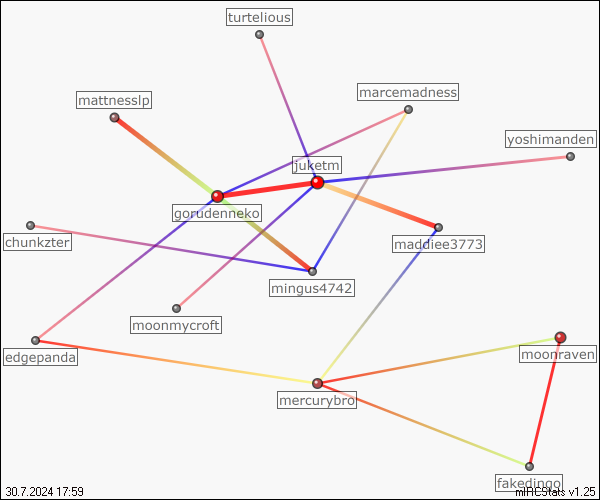 turtelious
marcemadness
mattnesslp
yoshimanden
juketm
gorudenneko
chunkzter
maddiee3773
mingus4742
moonmycroft
edgepanda
moonraven
mercurybro
fakedingo
30.7.2024 17:59
mIRCStats v1.25